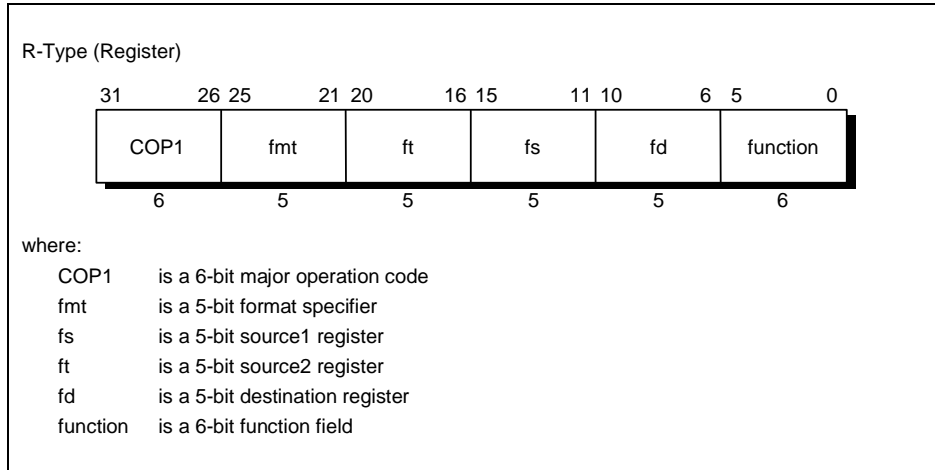 R-Type (Register)
31 26 25 21 20 16 15 11 10 6 5 0
COP1 fmt ft fs fd function
6 5 5 5 5 6
where:
COP1 is a 6-bit major operation code
fmt is a 5-bit format specifier
fs is a 5-bit source1 register
ft is a 5-bit source2 register
fd is a 5-bit destination register
function is a 6-bit function field